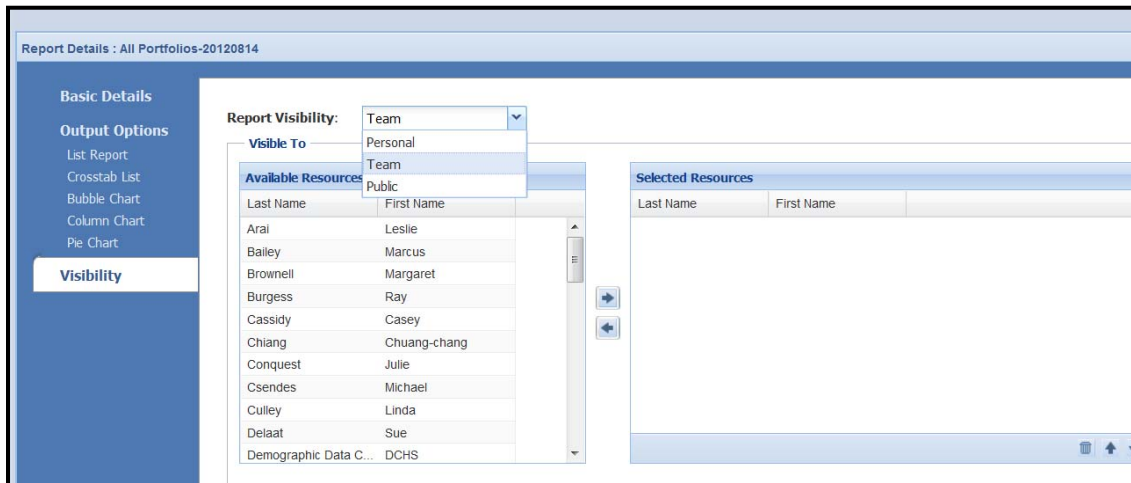 Report Details : All Portfolios-20120814
Basic Details
Output Options
List Report
Crosstab List
Bubble Chart
Column Chart
Pie Chart
Visibility
Report Visibility: Team
Personal
Team
Public
Visible To
Available Resources
Last Name First Name
Arai Leslie
Bailey Marcus
Brownell Margaret
Burgess Ray
Cassidy Casey
Chiang Chuang-chang
Conquest Julie
Csendes Michael
Culley Linda
Delaat Sue
Demographic Data C... DCHS
Selected Resources
Last Name First Name